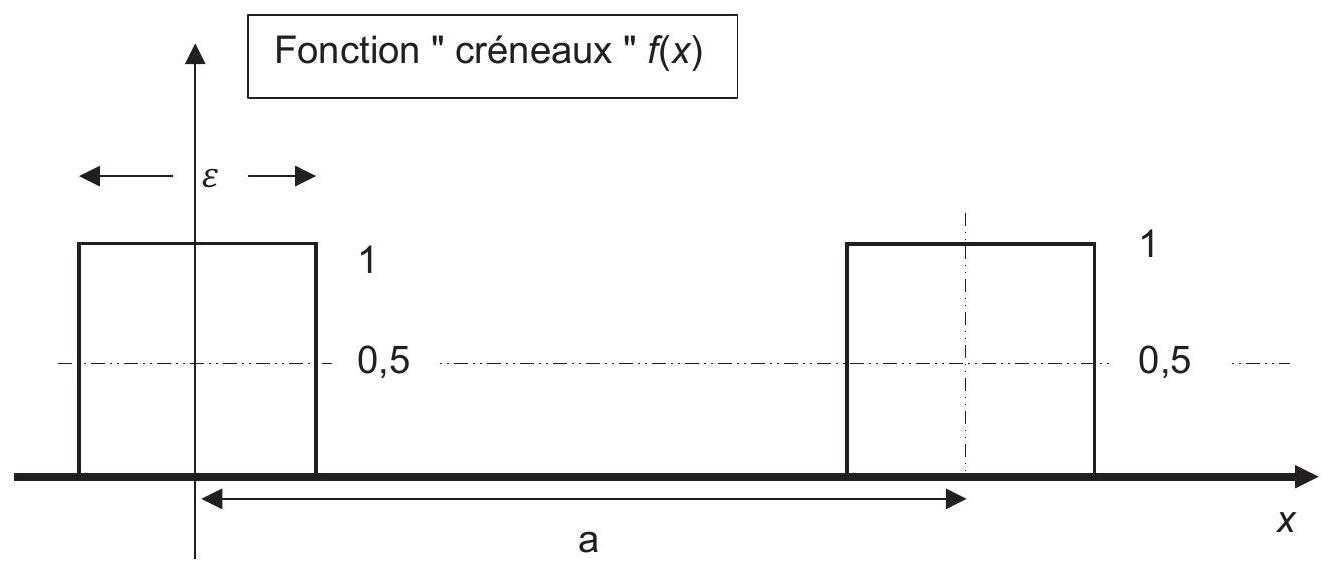 Fonction " créneaux " f(x)
ε
1
1
0,5
0,5
a
x